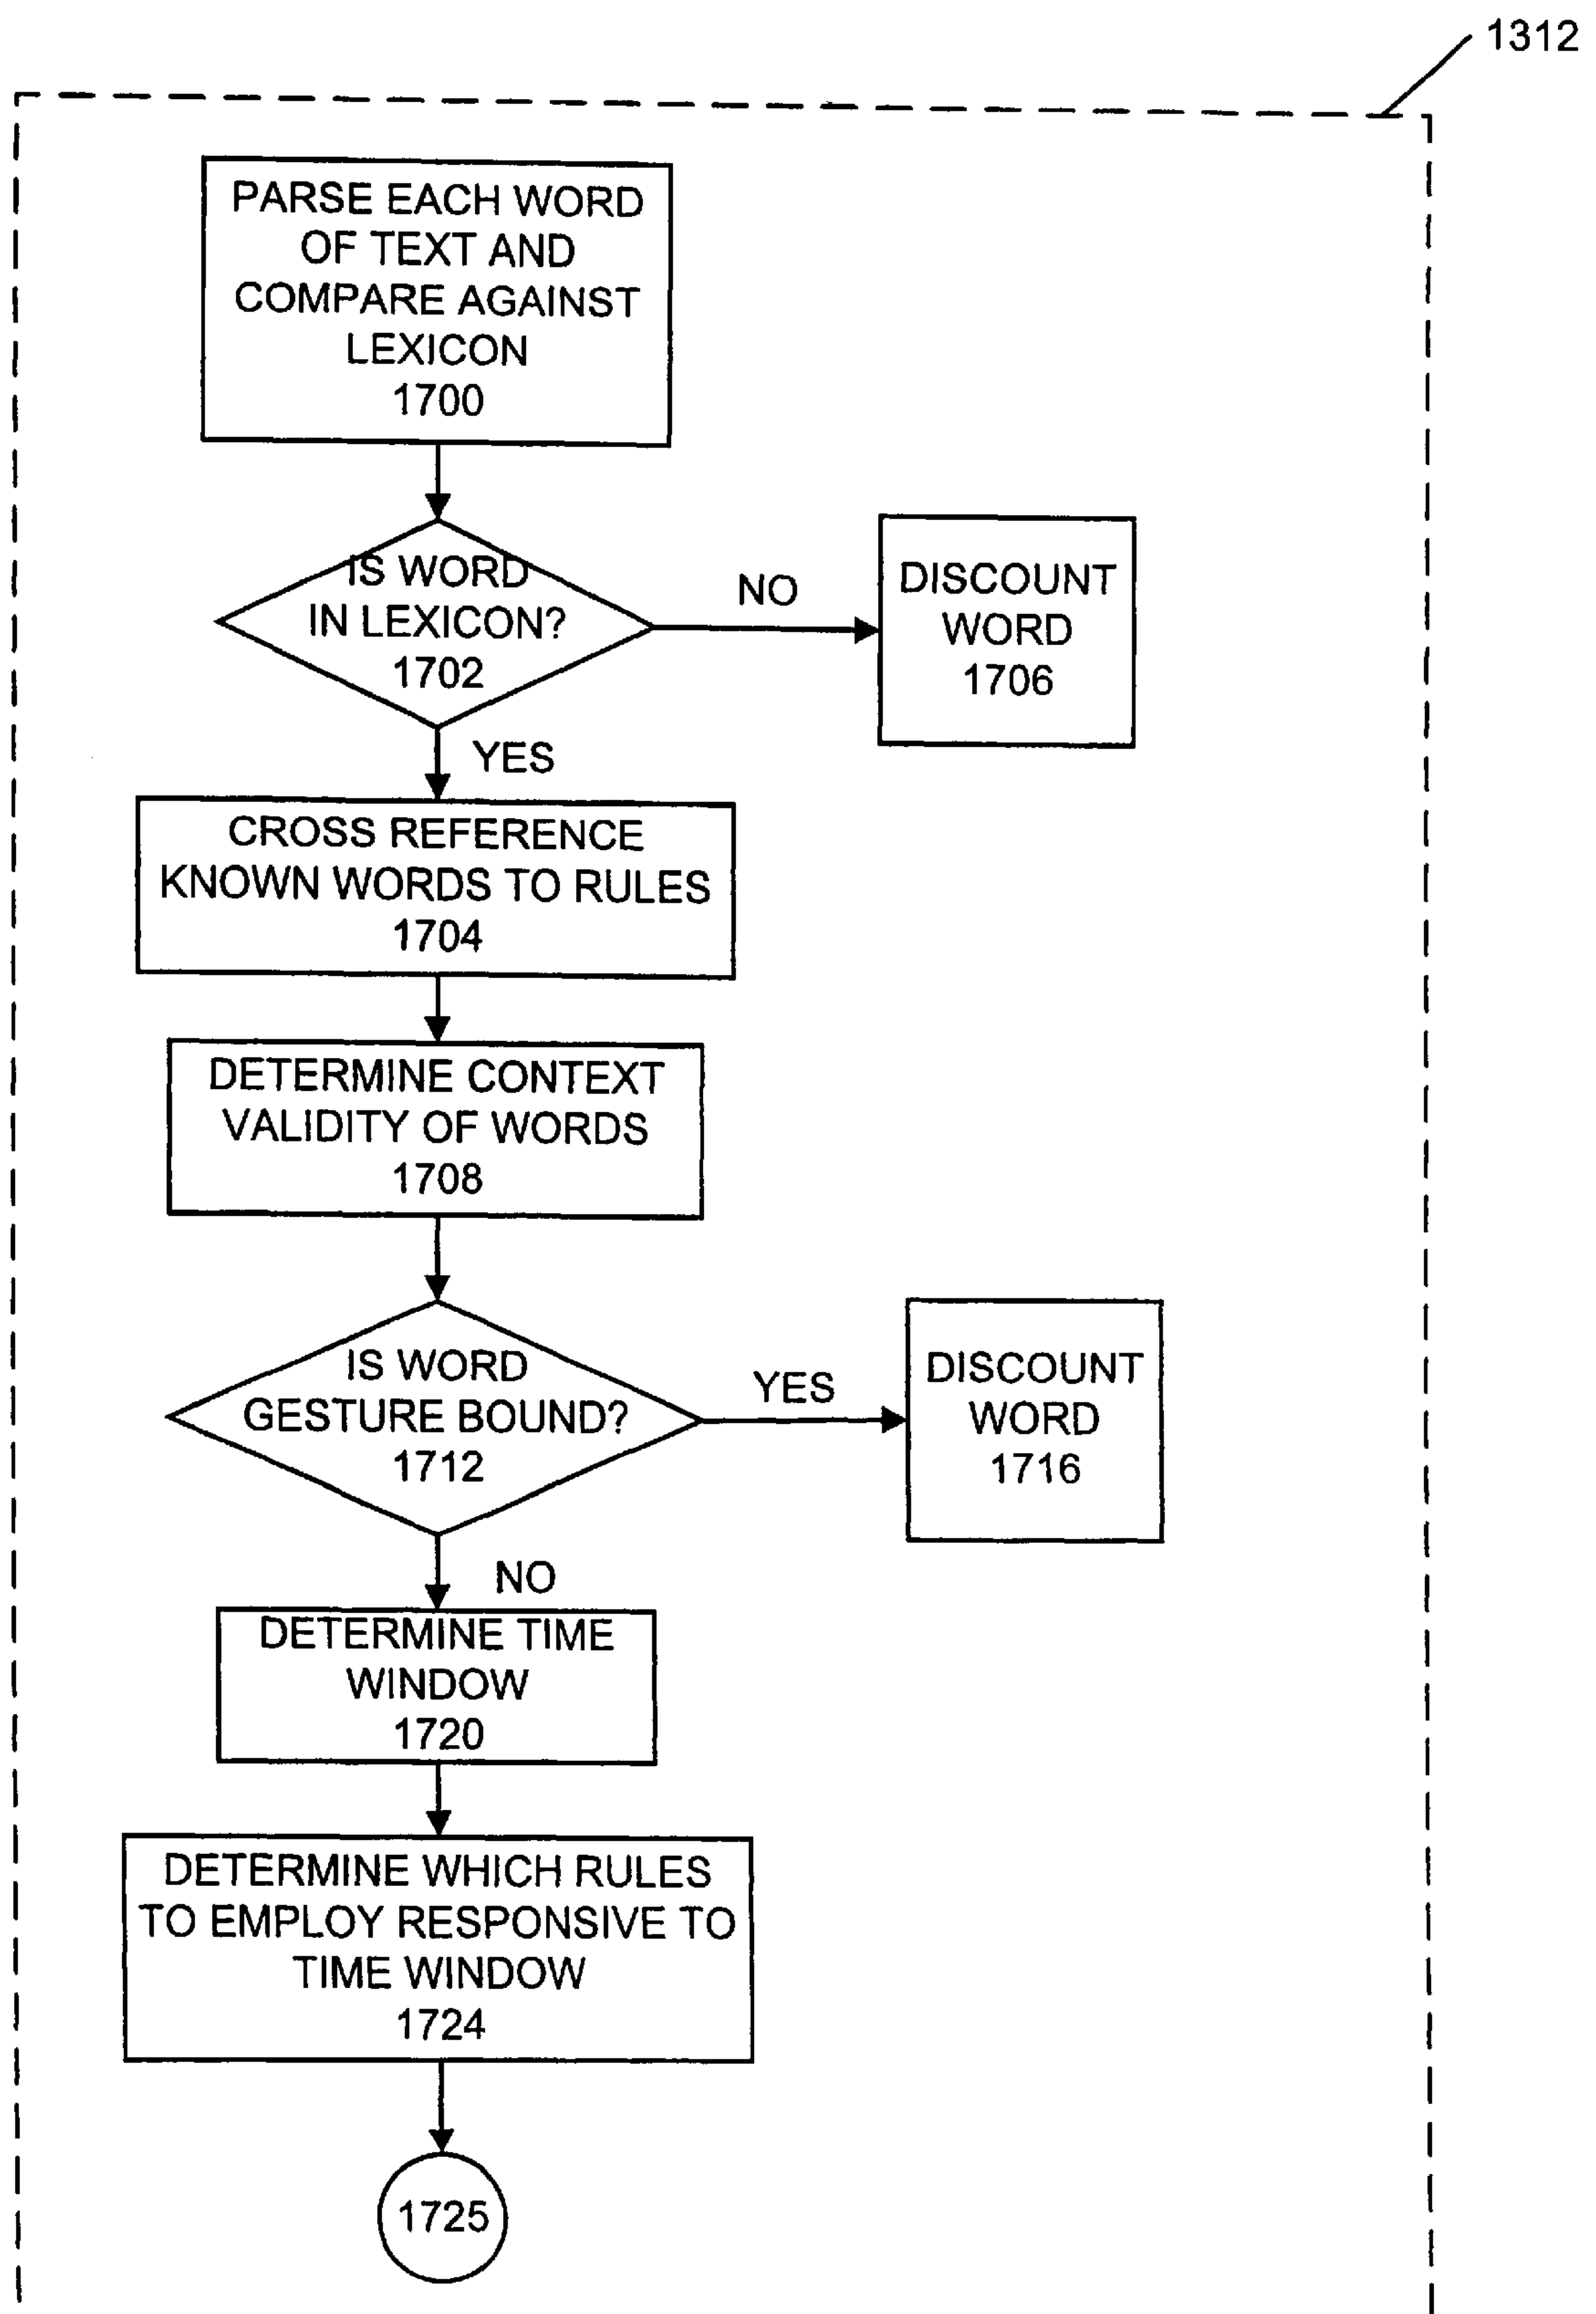 1312
PARSE EACH WORD
OF TEXT AND
COMPARE AGAINST
LEXICON
1700
IS WORD
IN LEXICON?
1702
NO
DISCOUNT
WORD
1706
YES
CROSS REFERENCE
KNOWN WORDS TO RULES
1704
DETERMINE CONTEXT
VALIDITY OF WORDS
1708
IS WORD
GESTURE BOUND?
1712
YES
DISCOUNT
WORD
1716
NO
DETERMINE TIME
WINDOW
1720
DETERMINE WHICH RULES
TO EMPLOY RESPONSIVE TO
TIME WINDOW
1724
1725